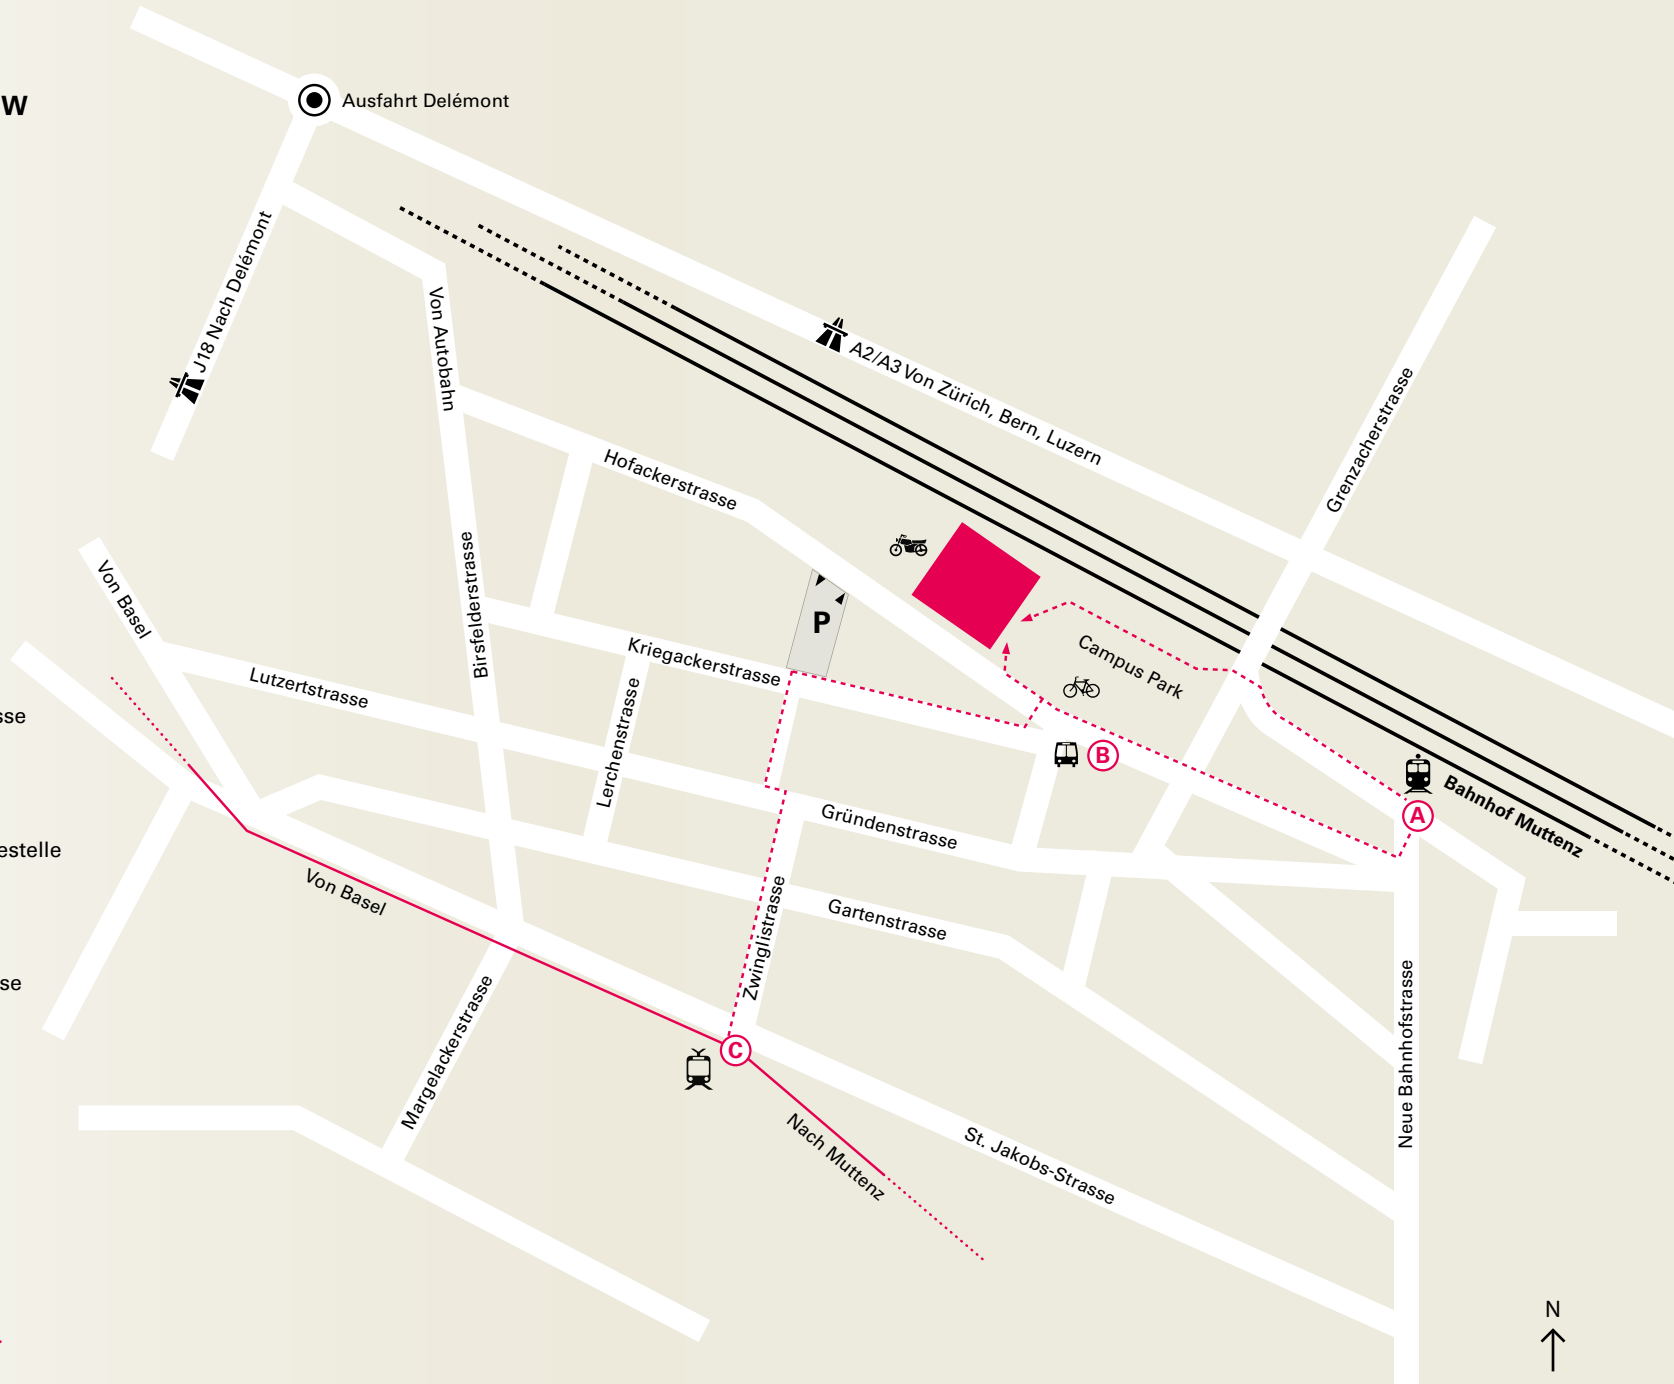 W
Ausfahrt Delémont
J18 Nach Delémont
Von Autobahn
A2/A3 Von Zürich, Bern, Luzern
Grenzacherstrasse
Hofackerstrasse
Von Basel
Birsfelderstrasse
P
Kriegackerstrasse
Campus Park
Lutzertstrasse
Lerchenstrasse
sse
B
A
Bahnhof Muttenz
Gründenstrasse
estelle
Von Basel
Zwinglistrasse
Gartenstrasse
se
Margelackerstrasse
C
Neue Bahnhofstrasse
Nach Muttenz
St. Jakobs-Strasse
N